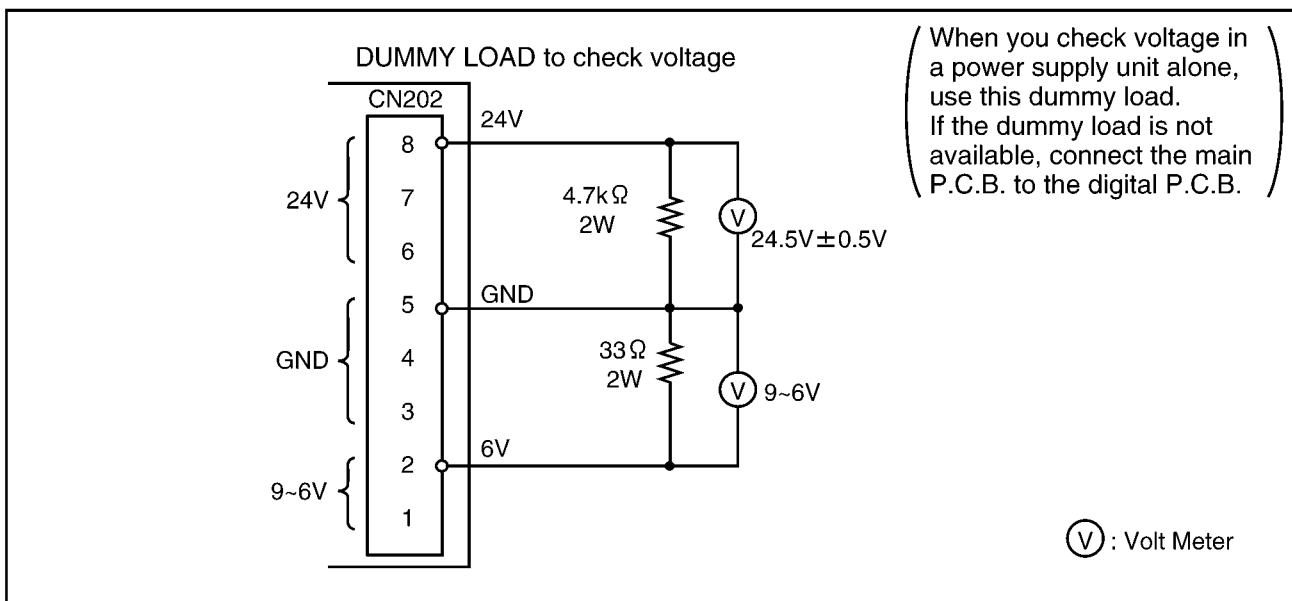 DUMMY LOAD to check voltage
When you check voltage in
a power supply unit alone,
use this dummy load.
If the dummy load is not
available, connect the main
P.C.B. to the digital P.C.B.
CN202
24V
8
7
6
24V
4.7kΩ
2W
V
24.5V±0.5V
5
GND
4
3
GND
33Ω
2W
V
9~6V
2
6V
1
9~6V
V : Volt Meter